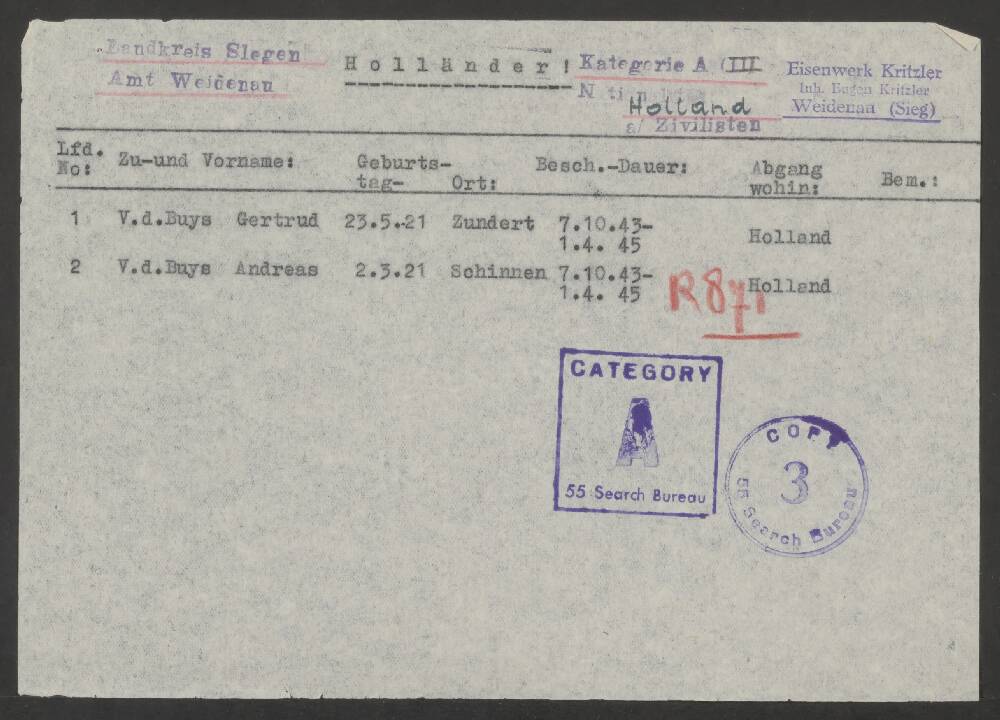 Landkreis Siegen
Amt Weidenau
Holländer!
Kategorie A (III
Holland
a/ Zivilisten
Eisenwerk Kritzler
Inh. Eugen Kritzler
Weidenau (Sieg)
Lfd. No: Zu-und Vorname: Geburts- tag- Ort: Besch.-Dauer: Abgang wohin: Bem.:
1 V.d.Buys Gertrud 23.5.21 Zundert 7.10.43- Holland
1.4. 45
2 V.d.Buys Andreas 2.3.21 Schinnen 7.10.43- Holland
1.4. 45
CATEGORY
A
55 Search Bureau
COPY
3
55 Search Bureau